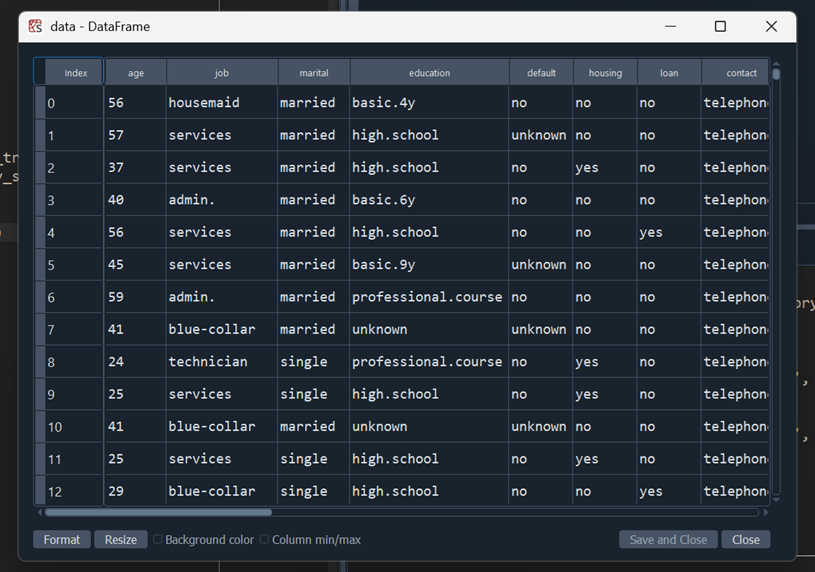 data - DataFrame
Index age job marital education default housing loan contact
0 56 housemaid married basic.4y no no no telephon
1 57 services married high.school unknown no no telephon
_tr
2 37 services married high.school no yes no telephon
_s
3 40 admin. married basic.6y no no no telephon
4 56 services married high.school no no yes telephon
5 45 services married basic.9y unknown no no telephon
6 59 admin. married professional.course no no no telephon
ory
7 41 blue-collar married unknown unknown no no telephon
8 24 technician single professional.course no yes no telephon
9 25 services single high.school no yes no telephon
10 41 blue-collar married unknown unknown no no telephon
11 25 services single high.school no yes no telephon
12 29 blue-collar single high.school no no yes telephon
Format Resize Background color Column min/max Save and Close Close